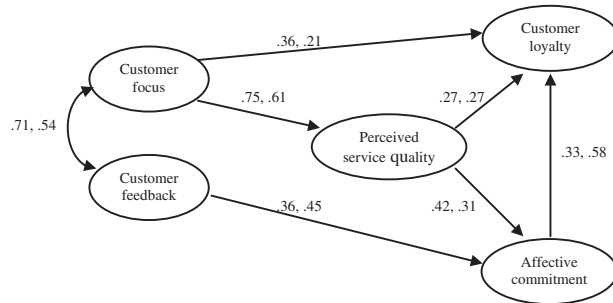 Customer
loyalty
.36, .21
Customer
focus
.75, .61
.27, .27
.71, .54
Perceived
service quality
.33, .58
Customer
feedback
.36, .45
.42, .31
Affective
commitment